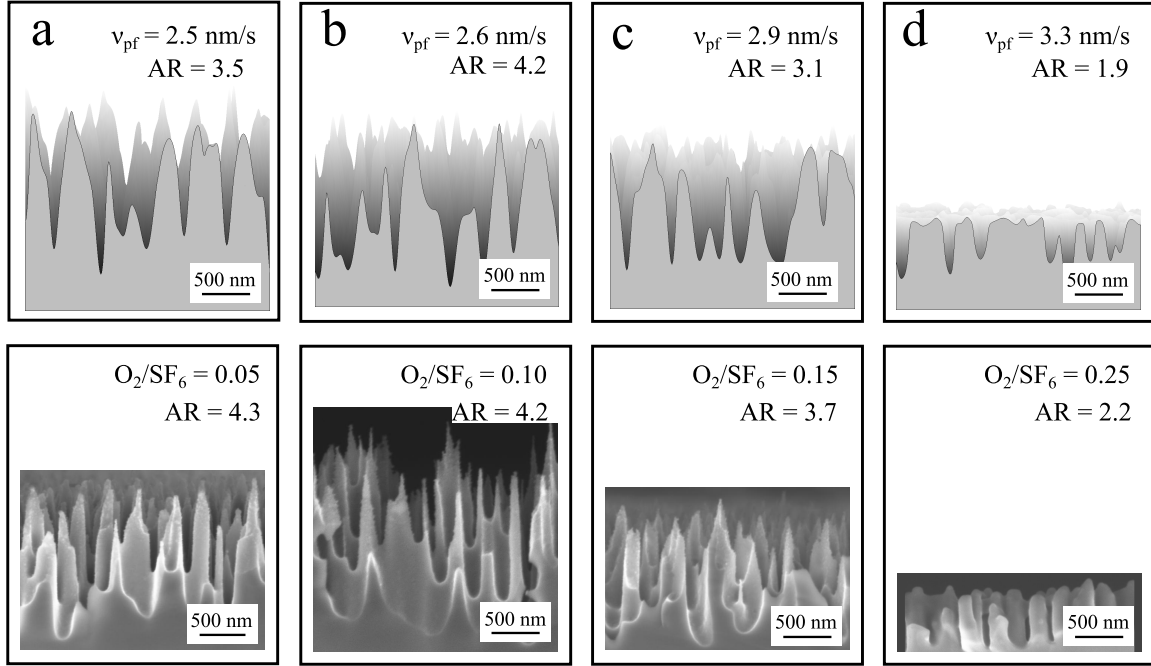 a
ν_pf = 2.5 nm/s
AR = 3.5
500 nm
b
ν_pf = 2.6 nm/s
AR = 4.2
500 nm
c
ν_pf = 2.9 nm/s
AR = 3.1
500 nm
d
ν_pf = 3.3 nm/s
AR = 1.9
500 nm
O₂/SF₆ = 0.05
AR = 4.3
500 nm
O₂/SF₆ = 0.10
AR = 4.2
500 nm
O₂/SF₆ = 0.15
AR = 3.7
500 nm
O₂/SF₆ = 0.25
AR = 2.2
500 nm